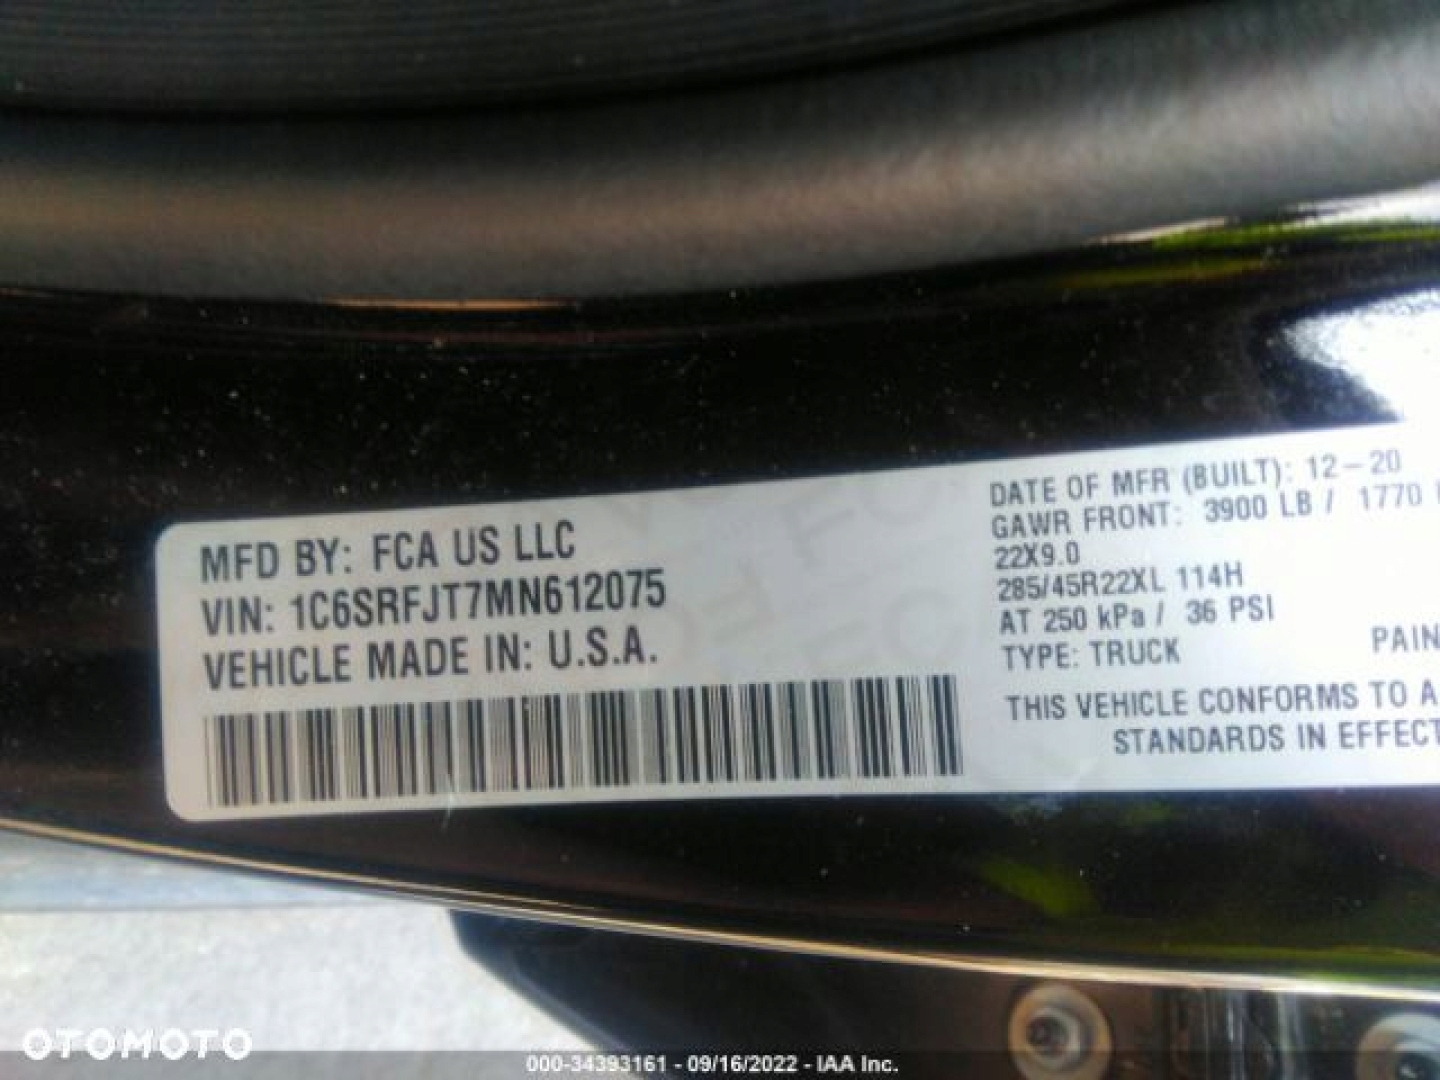 MFD BY: FCA US LLC
VIN: 1C6SRFJT7MN612075
VEHICLE MADE IN: U.S.A.
DATE OF MFR (BUILT): 12-20
GAWR FRONT: 3900 LB / 1770
22X9.0
285/45R22XL 114H
AT 250 kPa / 36 PSI
TYPE: TRUCK
PAIN
THIS VEHICLE CONFORMS TO A
STANDARDS IN EFFECT
OTOMOTO
000-34393161 - 09/16/2022 - IAA Inc.